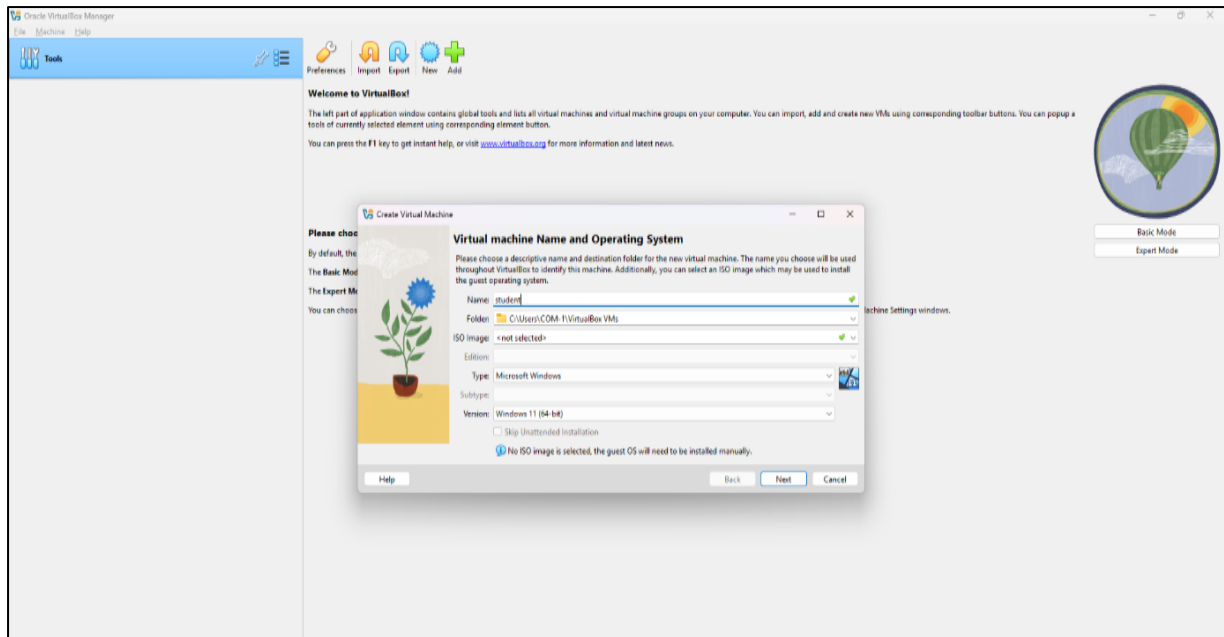 Oracle VirtualBox Manager
File Machine Help
Tools
Preferences Import Export New Add
Welcome to VirtualBox!
The left part of application window contains global tools and lists all virtual machines and virtual machine groups on your computer. You can import, add and create new VMs using corresponding toolbar buttons. You can popup a
tools of currently selected element using corresponding element button.
You can press the F1 key to get instant help, or visit www.virtualbox.org for more information and latest news.
Please choo
By default, the
The Basic Mod
The Expert Mo
You can choos
achine Settings windows.
Basic Mode
Expert Mode
Create Virtual Machine
Virtual machine Name and Operating System
Please choose a descriptive name and destination folder for the new virtual machine. The name you choose will be used
throughout VirtualBox to identify this machine. Additionally, you can select an ISO image which may be used to install
the guest operating system.
Name: student
Folder: C:\Users\COM-1\VirtualBox VMs
ISO Image: <not selected>
Edition:
Type: Microsoft Windows
Subtype:
Version: Windows 11 (64-bit)
Skip Unattended Installation
No ISO image is selected, the guest OS will need to be installed manually.
Help Back Next Cancel